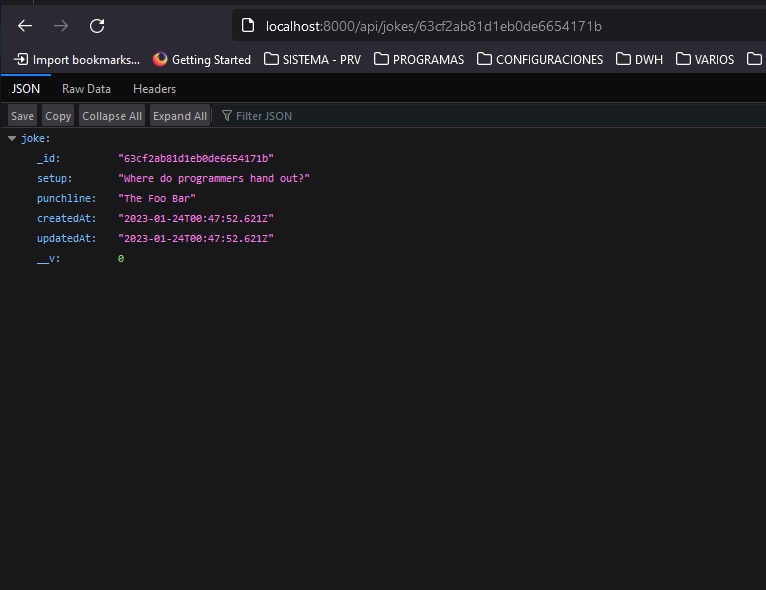 localhost:8000/api/jokes/63cf2ab81d1eb0de6654171b
Import bookmarks... Getting Started SISTEMA - PRV PROGRAMAS CONFIGURACIONES DWH VARIOS
JSON Raw Data Headers
Save Copy Collapse All Expand All Filter JSON
joke:
_id: "63cf2ab81d1eb0de6654171b"
setup: "Where do programmers hand out?"
punchline: "The Foo Bar"
createdAt: "2023-01-24T00:47:52.621Z"
updatedAt: "2023-01-24T00:47:52.621Z"
__v: 0